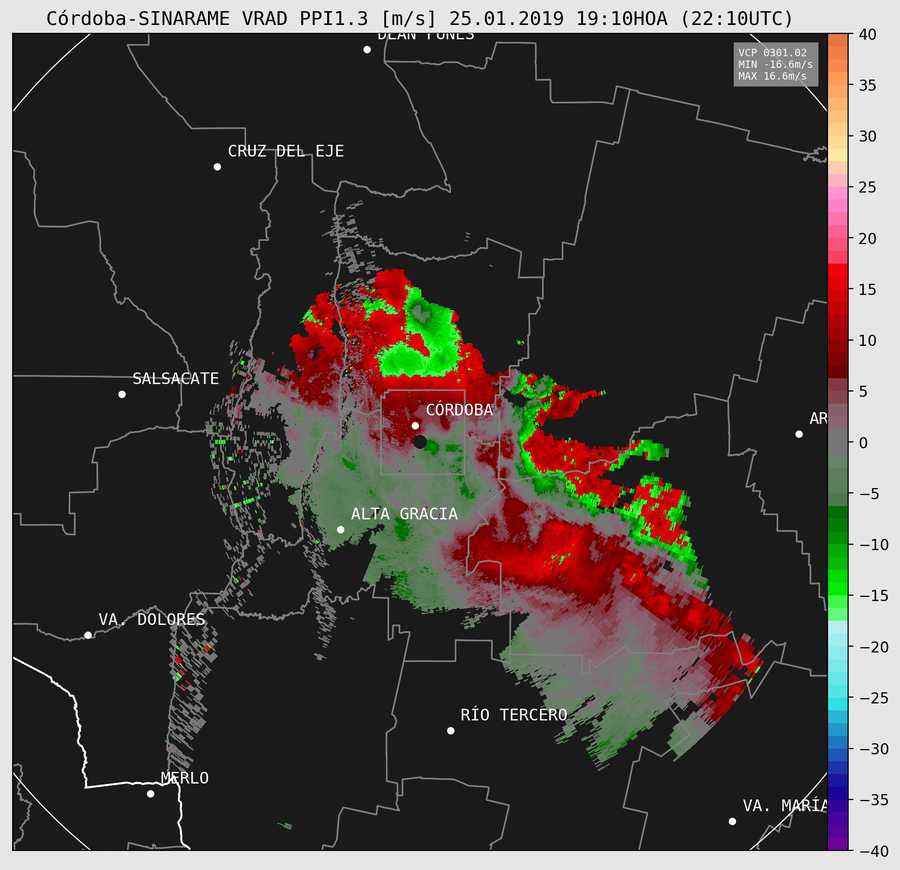 Córdoba-SINARAME VRAD PPI1.3 [m/s] 25.01.2019 19:10HOA (22:10UTC)
DEAN FUNES
VCP 0301.02
MIN -16.6m/s
MAX 16.6m/s
CRUZ DEL EJE
SALSACATE
CÓRDOBA
AR
ALTA GRACIA
VA. DOLORES
RÍO TERCERO
MERLO
VA. MARÍA
40
35
30
25
20
15
10
5
0
−5
−10
−15
−20
−25
−30
−35
−40